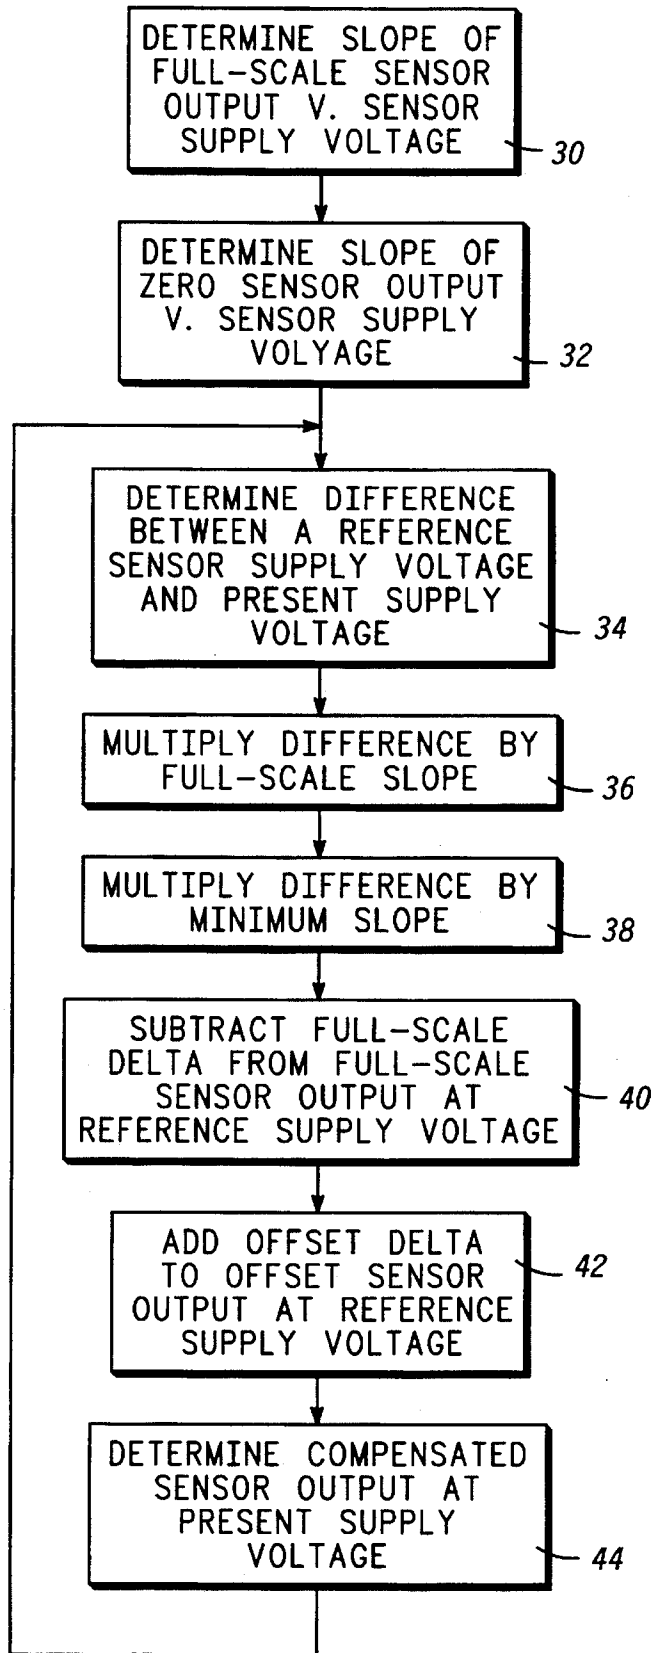 DETERMINE SLOPE OF
FULL-SCALE SENSOR
OUTPUT V. SENSOR
SUPPLY VOLTAGE
30
DETERMINE SLOPE OF
ZERO SENSOR OUTPUT
V. SENSOR SUPPLY
VOLYAGE
32
DETERMINE DIFFERENCE
BETWEEN A REFERENCE
SENSOR SUPPLY VOLTAGE
AND PRESENT SUPPLY
VOLTAGE
34
MULTIPLY DIFFERENCE BY
FULL-SCALE SLOPE
36
MULTIPLY DIFFERENCE BY
MINIMUM SLOPE
38
SUBTRACT FULL-SCALE
DELTA FROM FULL-SCALE
SENSOR OUTPUT AT
REFERENCE SUPPLY VOLTAGE
40
ADD OFFSET DELTA
TO OFFSET SENSOR
OUTPUT AT REFERENCE
SUPPLY VOLTAGE
42
DETERMINE COMPENSATED
SENSOR OUTPUT AT
PRESENT SUPPLY
VOLTAGE
44